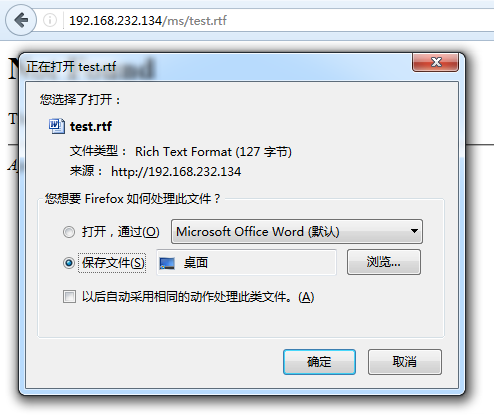 192.168.232.134/ms/test.rtf
正在打开 test.rtf
您选择了打开：
test.rtf
文件类型： Rich Text Format (127 字节)
来源： http://192.168.232.134
您想要 Firefox 如何处理此文件？
打开，通过(O) Microsoft Office Word (默认)
保存文件(S) 桌面 浏览...
以后自动采用相同的动作处理此类文件。(A)
确定 取消